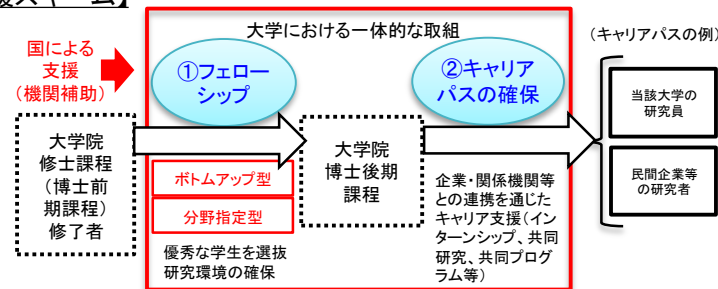 援スキーム】
大学における一体的な取組
国による
支援
(機関補助)
①フェロー
シップ
②キャリア
パスの確保
(キャリアパスの例)
大学院
修士課程
(博士前
期課程)
修了者
ボトムアップ型
分野指定型
優秀な学生を選抜
研究環境の確保
大学院
博士後期
課程
企業・関係機関等
との連携を通じた
キャリア支援(イン
ターンシップ、共同
研究、共同プログ
ラム等)
当該大学の
研究員
民間企業等
の研究者